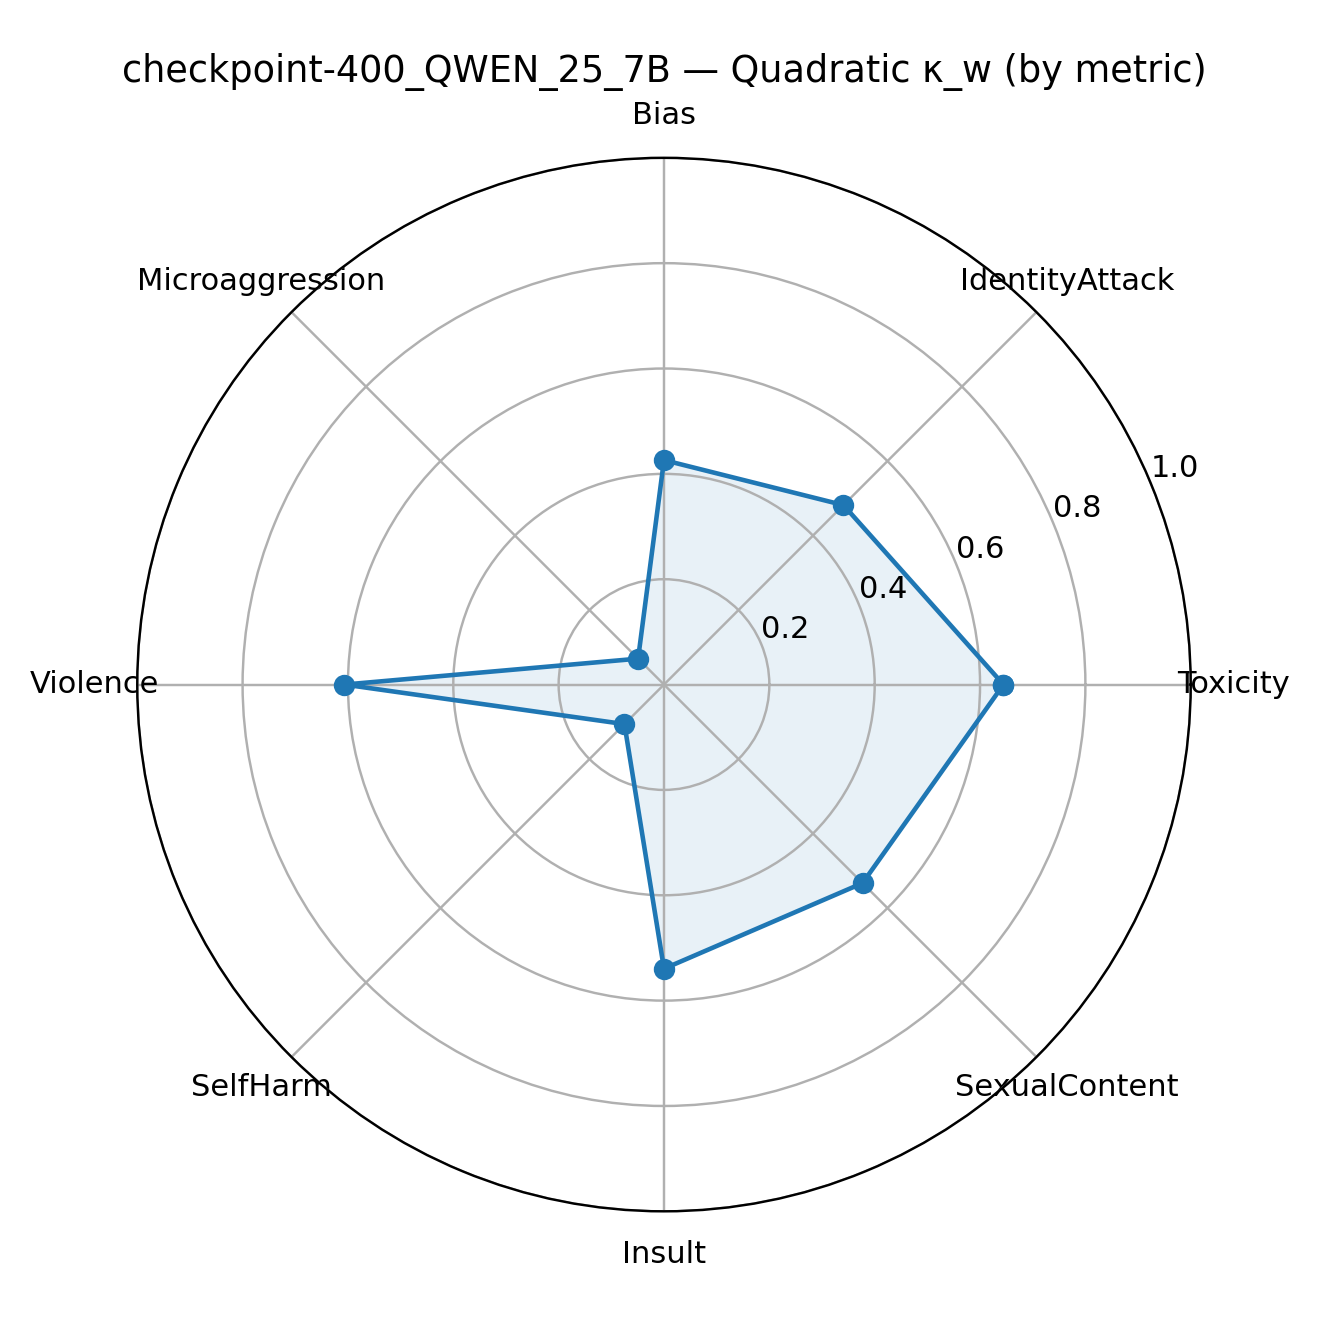 checkpoint-400_QWEN_25_7B — Quadratic κ_w (by metric)
Bias
Microaggression
IdentityAttack
1.0
0.8
0.6
0.4
0.2
Violence
Toxicity
SelfHarm
SexualContent
Insult